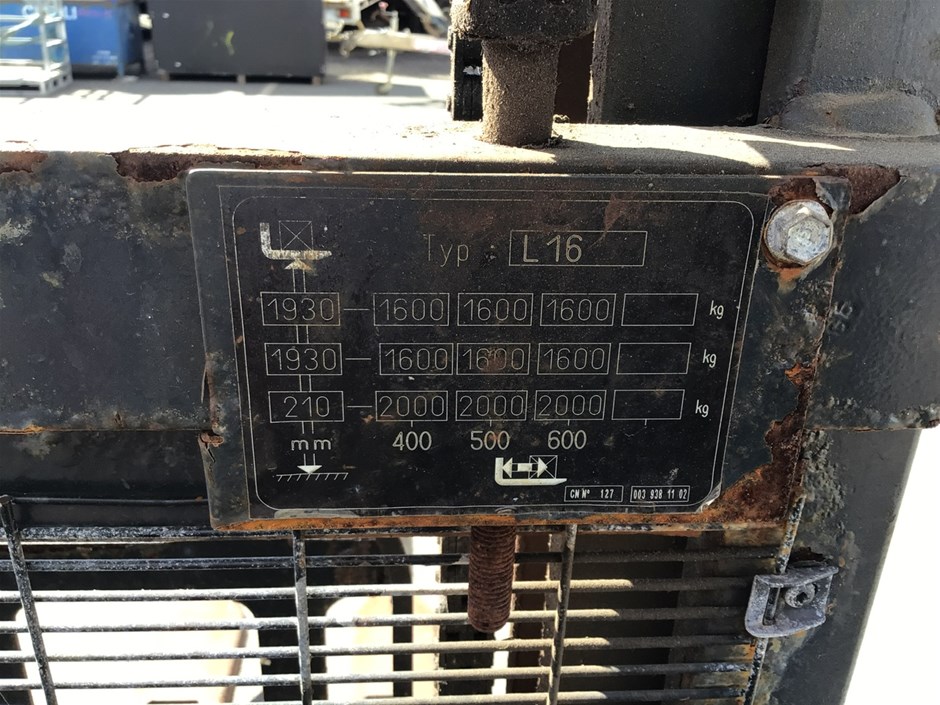 Typ : L 16
1930 1600 1600 1600 kg
1930 1600 1600 1600 kg
210 2000 2000 2000 kg
mm 400 500 600
CN Nº 127 003 938 11 02